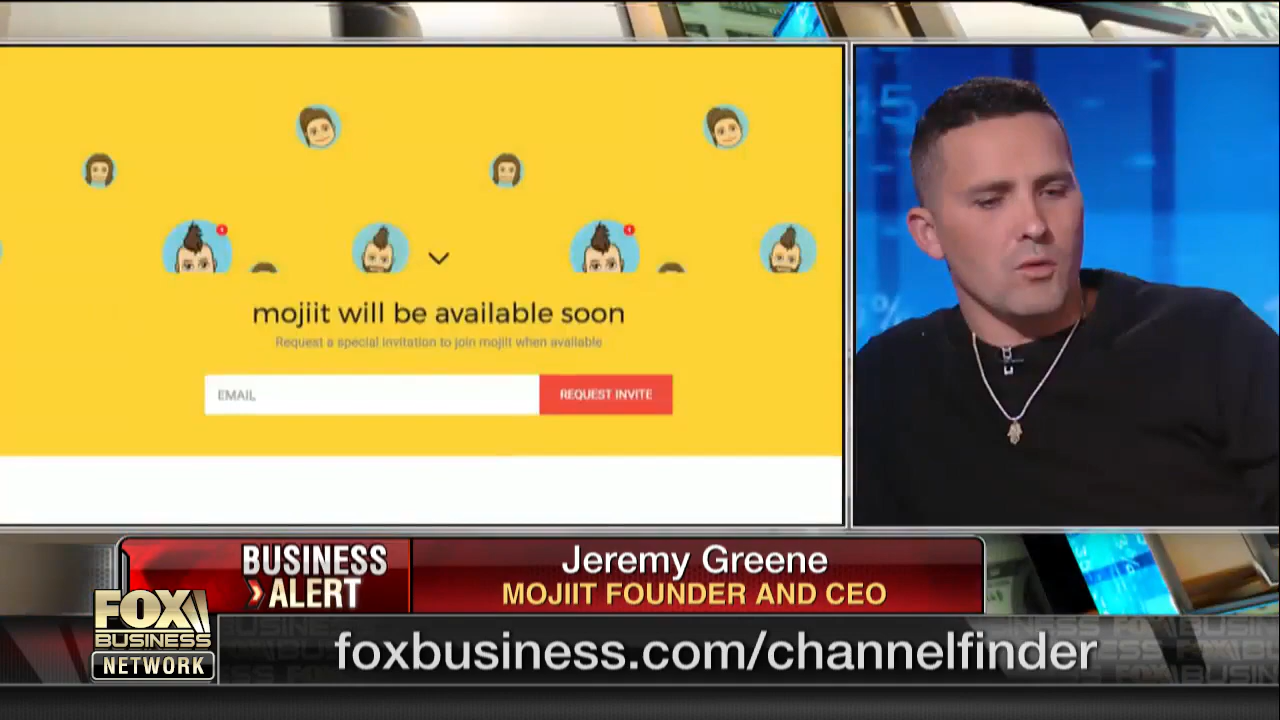 mojiit will be available soon
Request a special invitation to join mojiit when available
EMAIL
REQUEST INVITE
45
%
BUSINESS
ALERT
Jeremy Greene
MOJIIT FOUNDER AND CEO
FOX
BUSINESS
NETWORK
foxbusiness.com/channelfinder